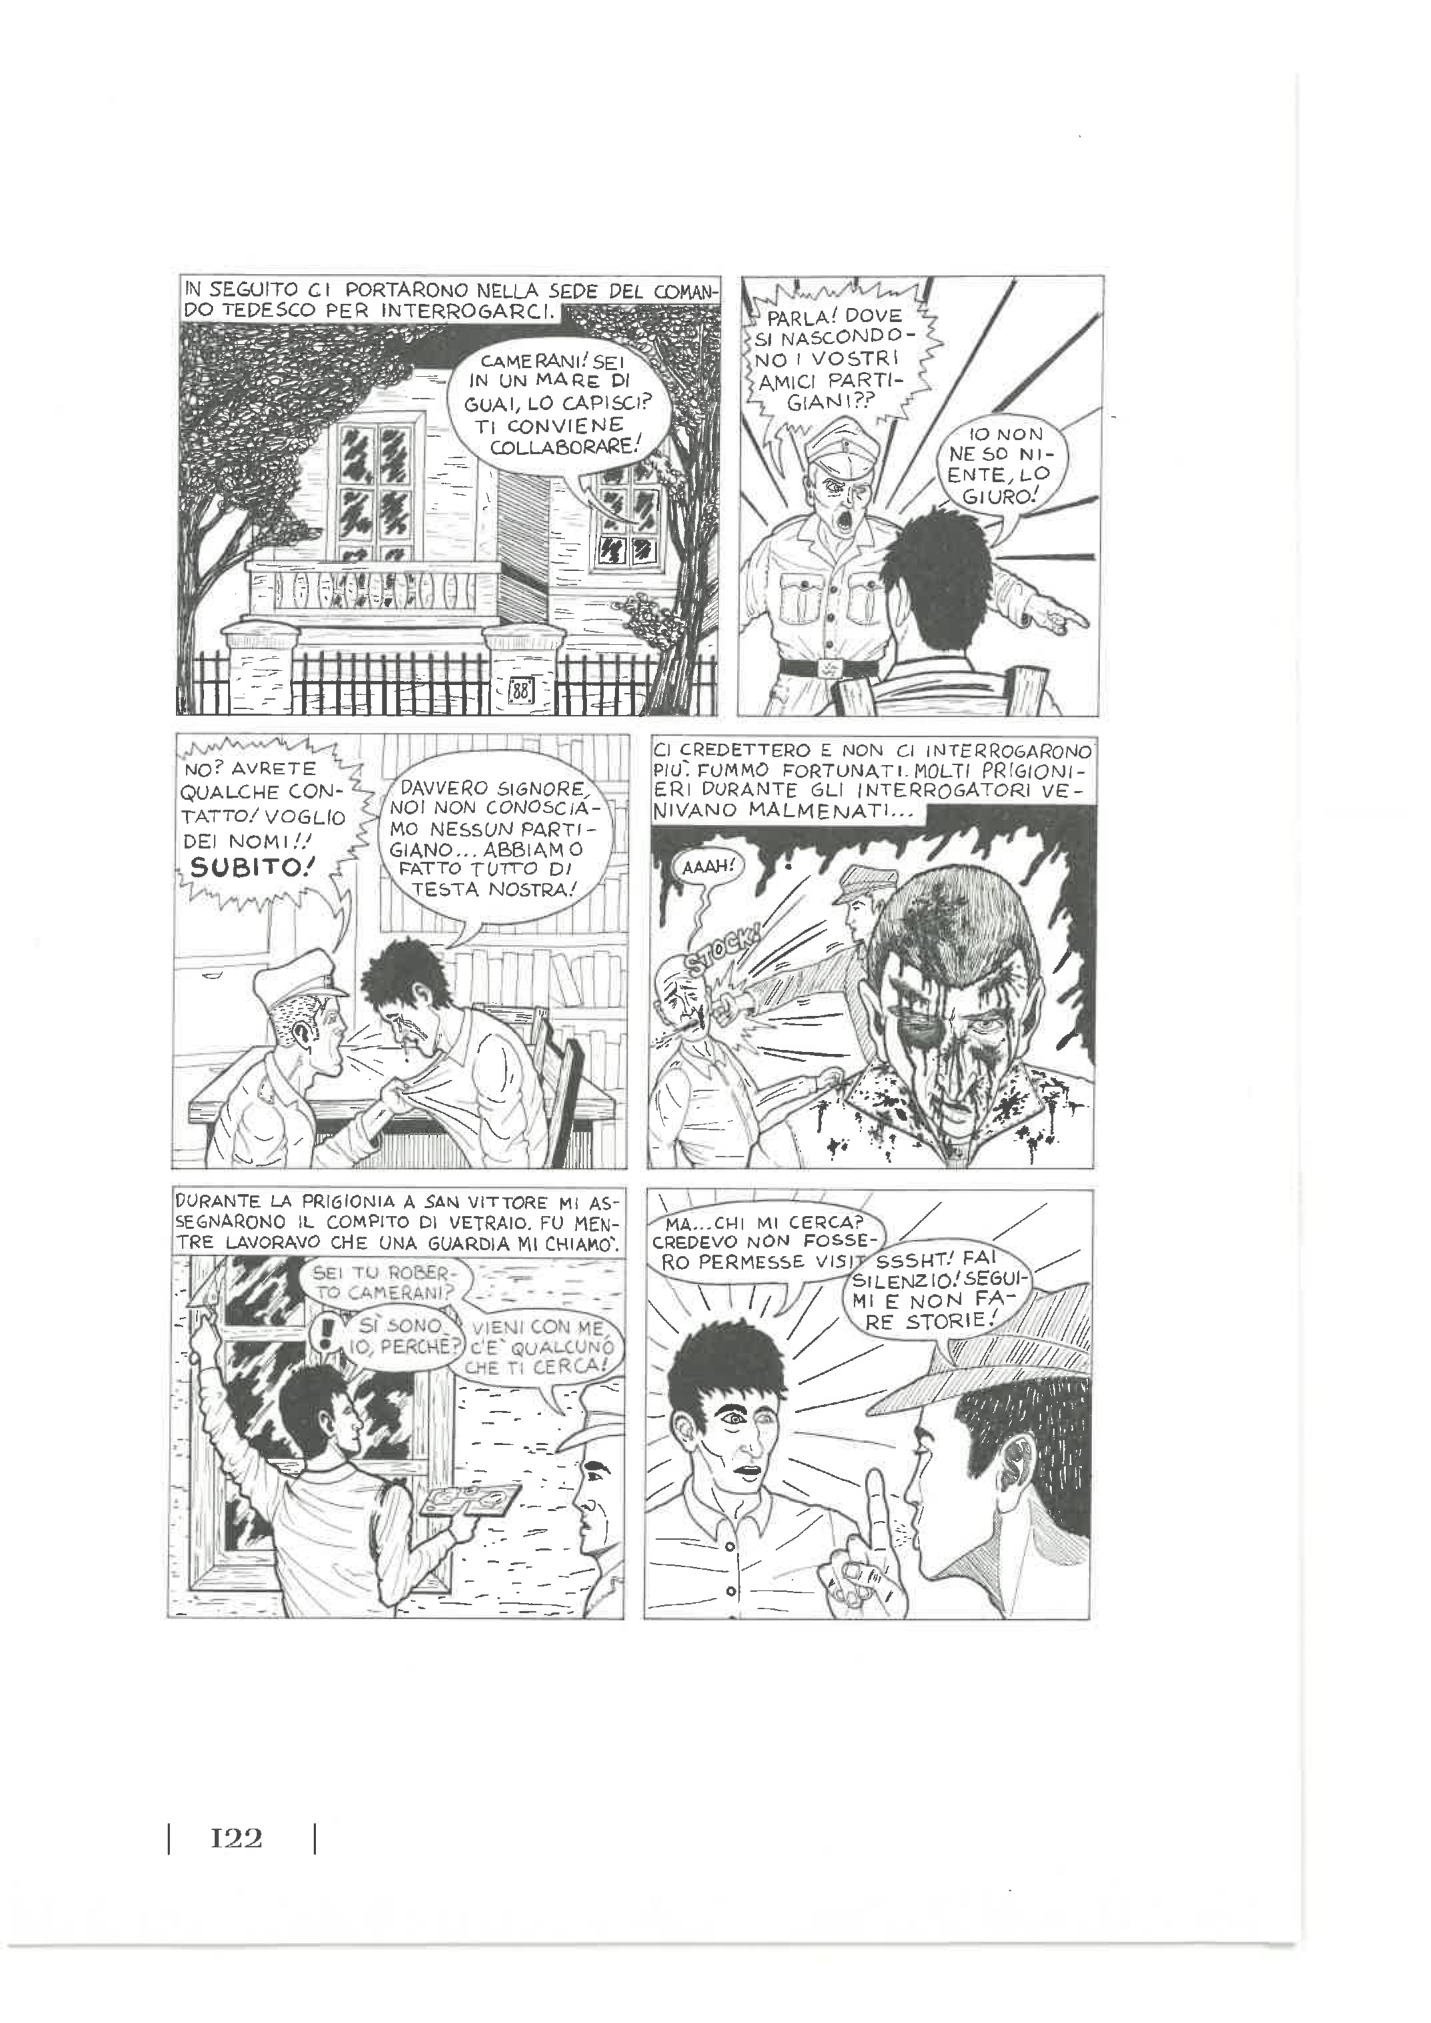 IN SEGUITO CI PORTARONO NELLA SEDE DEL COMAN-
DO TEDESCO PER INTERROGARCI.
CAMERANI! SEI
IN UN MARE DI
GUAI, LO CAPISCI?
TI CONVIENE
COLLABORARE!
88
PARLA! DOVE
SI NASCONDO-
NO I VOSTRI
AMICI PARTI-
GIANI??
IO NON
NE SO NI-
ENTE, LO
GIURO!
NO? AVRETE
QUALCHE CON-
TATTO! VOGLIO
DEI NOMI!!
SUBITO!
DAVVERO SIGNORE,
NOI NON CONOSCIA-
MO NESSUN PARTI-
GIANO... ABBIAMO
FATTO TUTTO DI
TESTA NOSTRA!
CI CREDETTERO E NON CI INTERROGARONO
PIÙ. FUMMO FORTUNATI. MOLTI PRIGIONI-
ERI DURANTE GLI INTERROGATORI VE-
NIVANO MALMENATI...
AAAH!
STOCK!
DURANTE LA PRIGIONIA A SAN VITTORE MI AS-
SEGNARONO IL COMPITO DI VETRAIO. FU MEN-
TRE LAVORAVO CHE UNA GUARDIA MI CHIAMÒ.
SEI TU ROBER-
TO CAMERANI?
!
SÌ SONO
IO, PERCHÈ?
VIENI CON ME,
C'È QUALCUNO
CHE TI CERCA!
MA...CHI MI CERCA?
CREDEVO NON FOSSE-
RO PERMESSE VISIT
SSSHT! FAI
SILENZIO! SEGUI-
MI E NON FA-
RE STORIE!
| 122 |